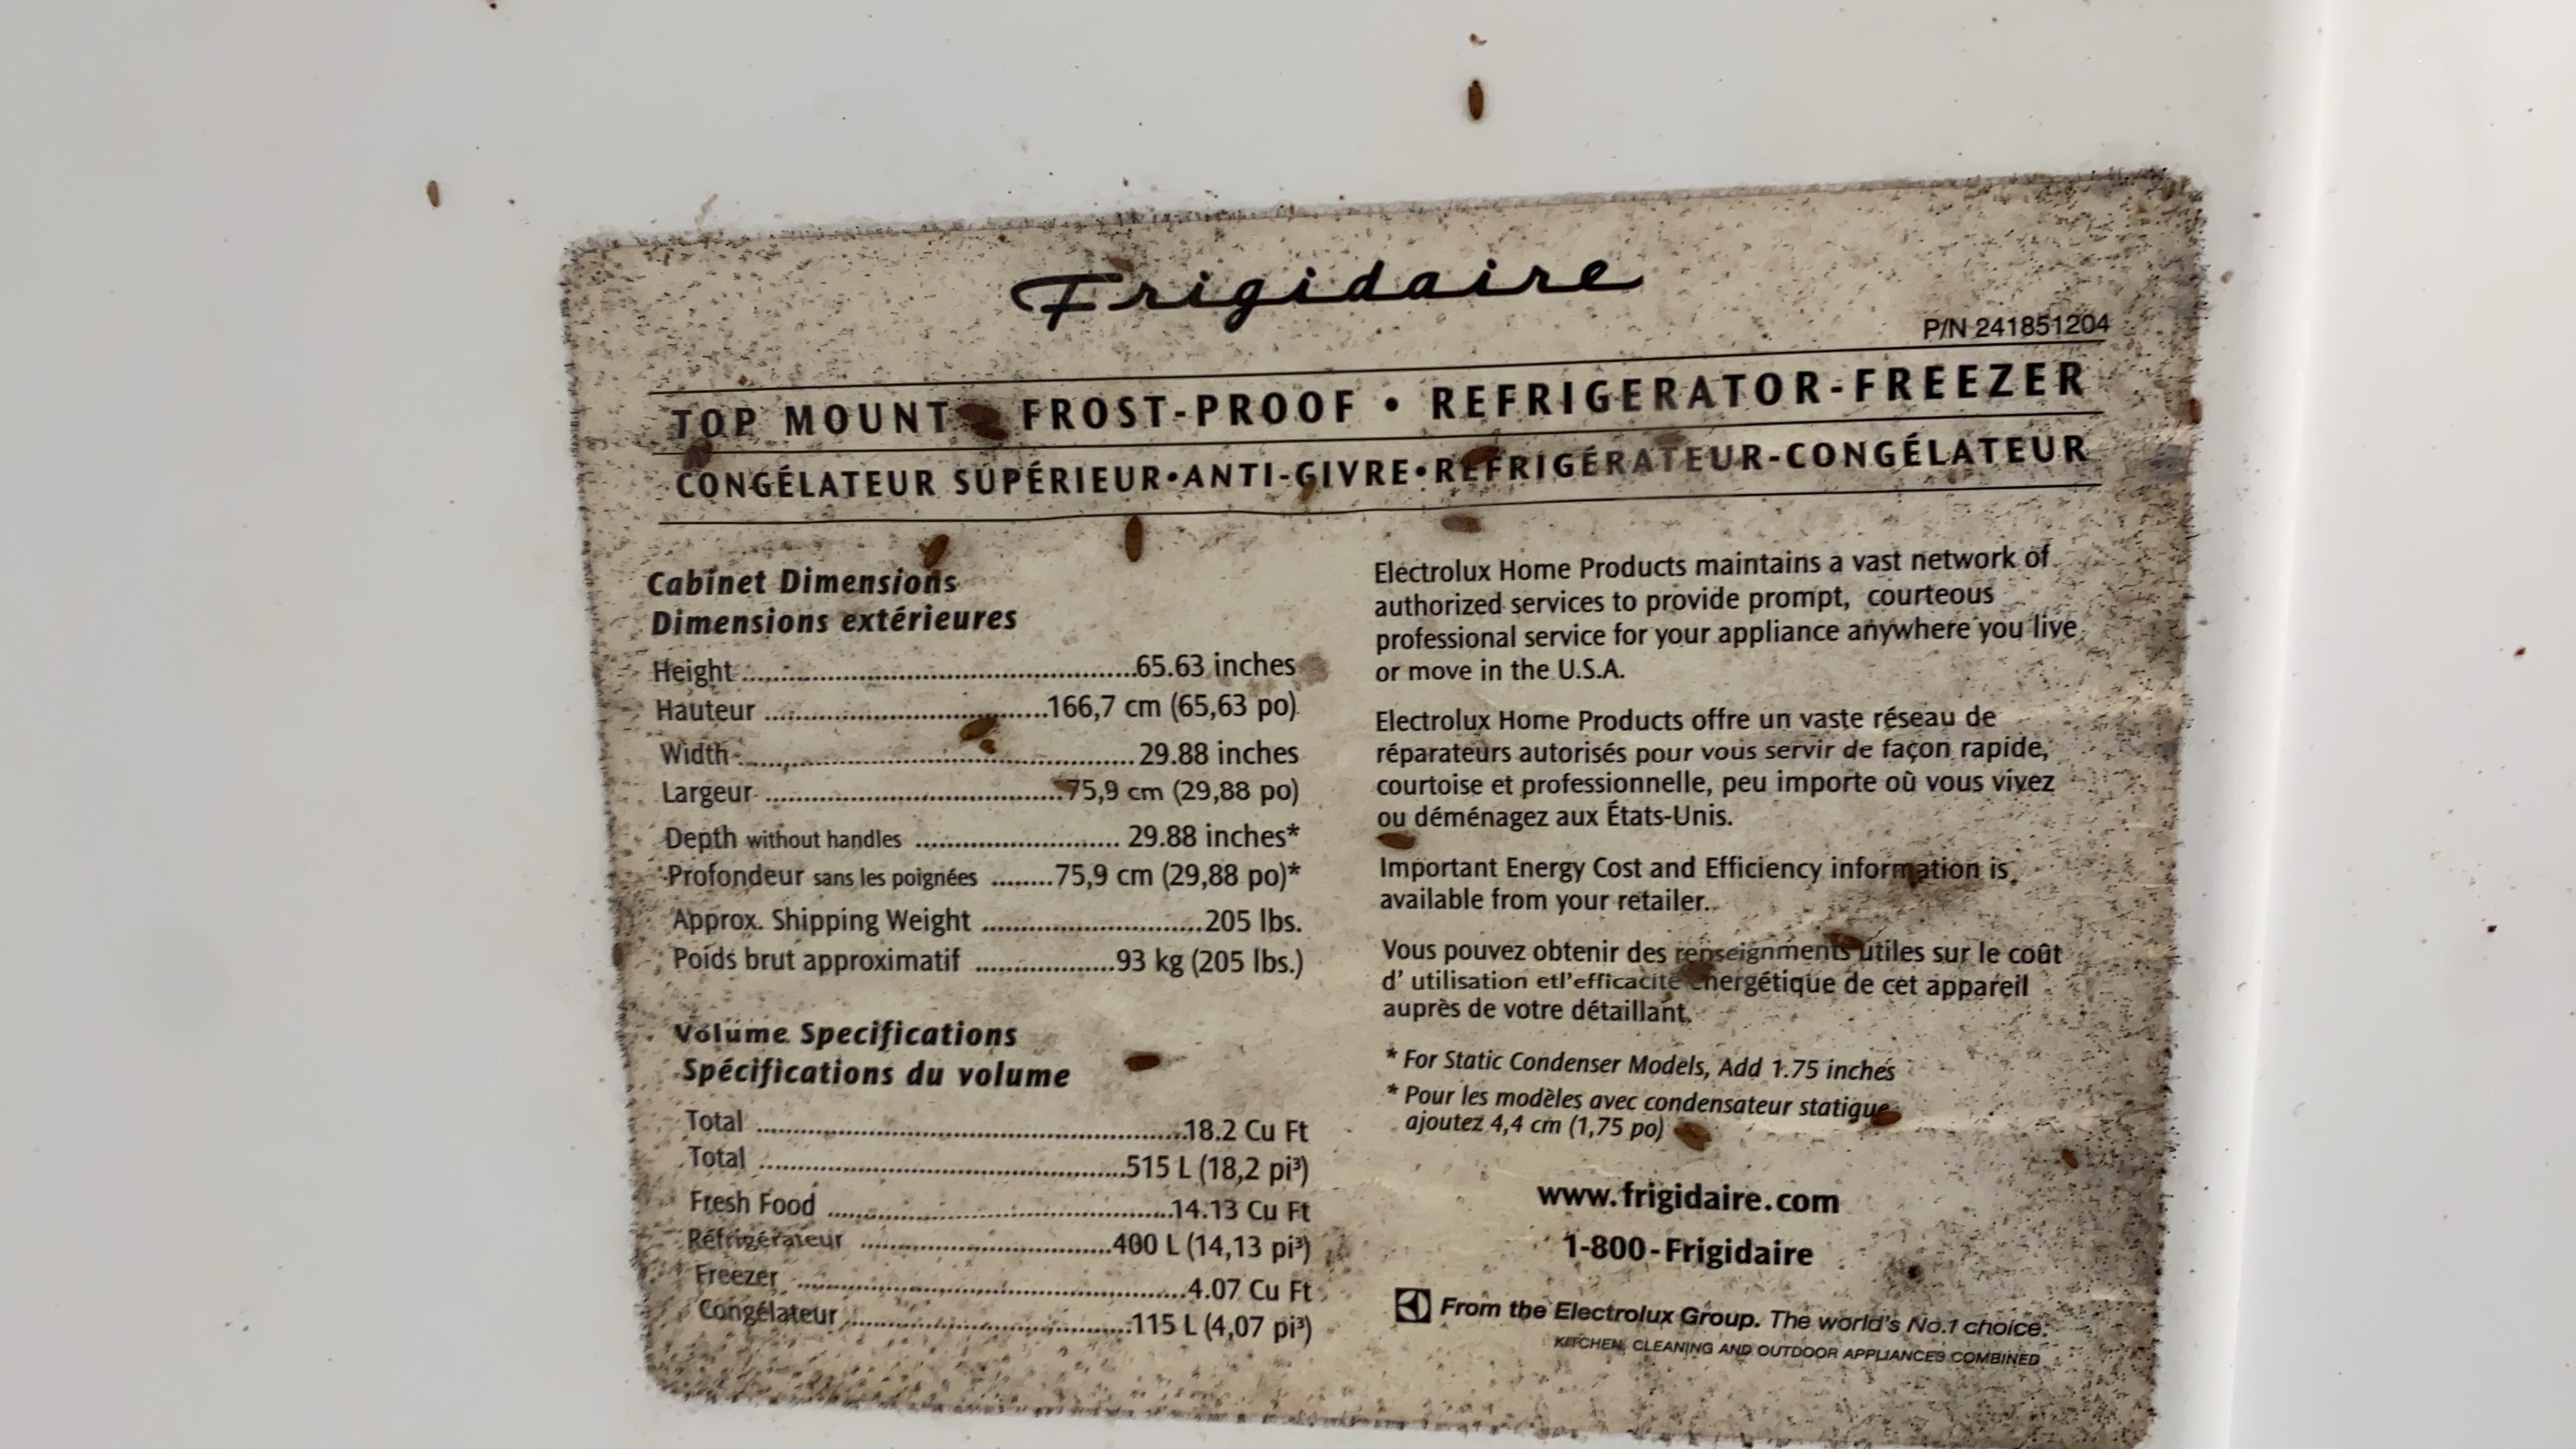 Frigidaire
P/N 241851204
TOP MOUNT FROST-PROOF • REFRIGERATOR-FREEZER
CONGÉLATEUR SUPÉRIEUR•ANTI-GIVRE•RÉFRIGÉRATEUR-CONGÉLATEUR
Cabinet Dimensions
Dimensions extérieures
Height ........ 65.63 inches
Hauteur ........ 166,7 cm (65,63 po)
Width ........ 29.88 inches
Largeur ........ 75,9 cm (29,88 po)
Depth without handles ........ 29.88 inches*
Profondeur sans les poignées ........ 75,9 cm (29,88 po)*
Approx. Shipping Weight ........ 205 lbs.
Poids brut approximatif ........ 93 kg (205 lbs.)
Volume Specifications
Spécifications du volume
Total ........ 18.2 Cu Ft
Total ........ 515 L (18,2 pi³)
Fresh Food ........ 14.13 Cu Ft
Réfrigérateur ........ 400 L (14,13 pi³)
Freezer ........ 4.07 Cu Ft
Congélateur ........ 115 L (4,07 pi³)
Electrolux Home Products maintains a vast network of
authorized services to provide prompt, courteous
professional service for your appliance anywhere you live
or move in the U.S.A.
Electrolux Home Products offre un vaste réseau de
réparateurs autorisés pour vous servir de façon rapide,
courtoise et professionnelle, peu importe où vous vivez
ou déménagez aux États-Unis.
Important Energy Cost and Efficiency information is
available from your retailer.
Vous pouvez obtenir des renseignments utiles sur le coût
d' utilisation etl'efficacité énergétique de cet appareil
auprès de votre détaillant.
* For Static Condenser Models, Add 1.75 inches
* Pour les modèles avec condensateur statique
ajoutez 4,4 cm (1,75 po)
www.frigidaire.com
1-800-Frigidaire
From the Electrolux Group. The world's No.1 choice.
KITCHEN, CLEANING AND OUTDOOR APPLIANCES COMBINED